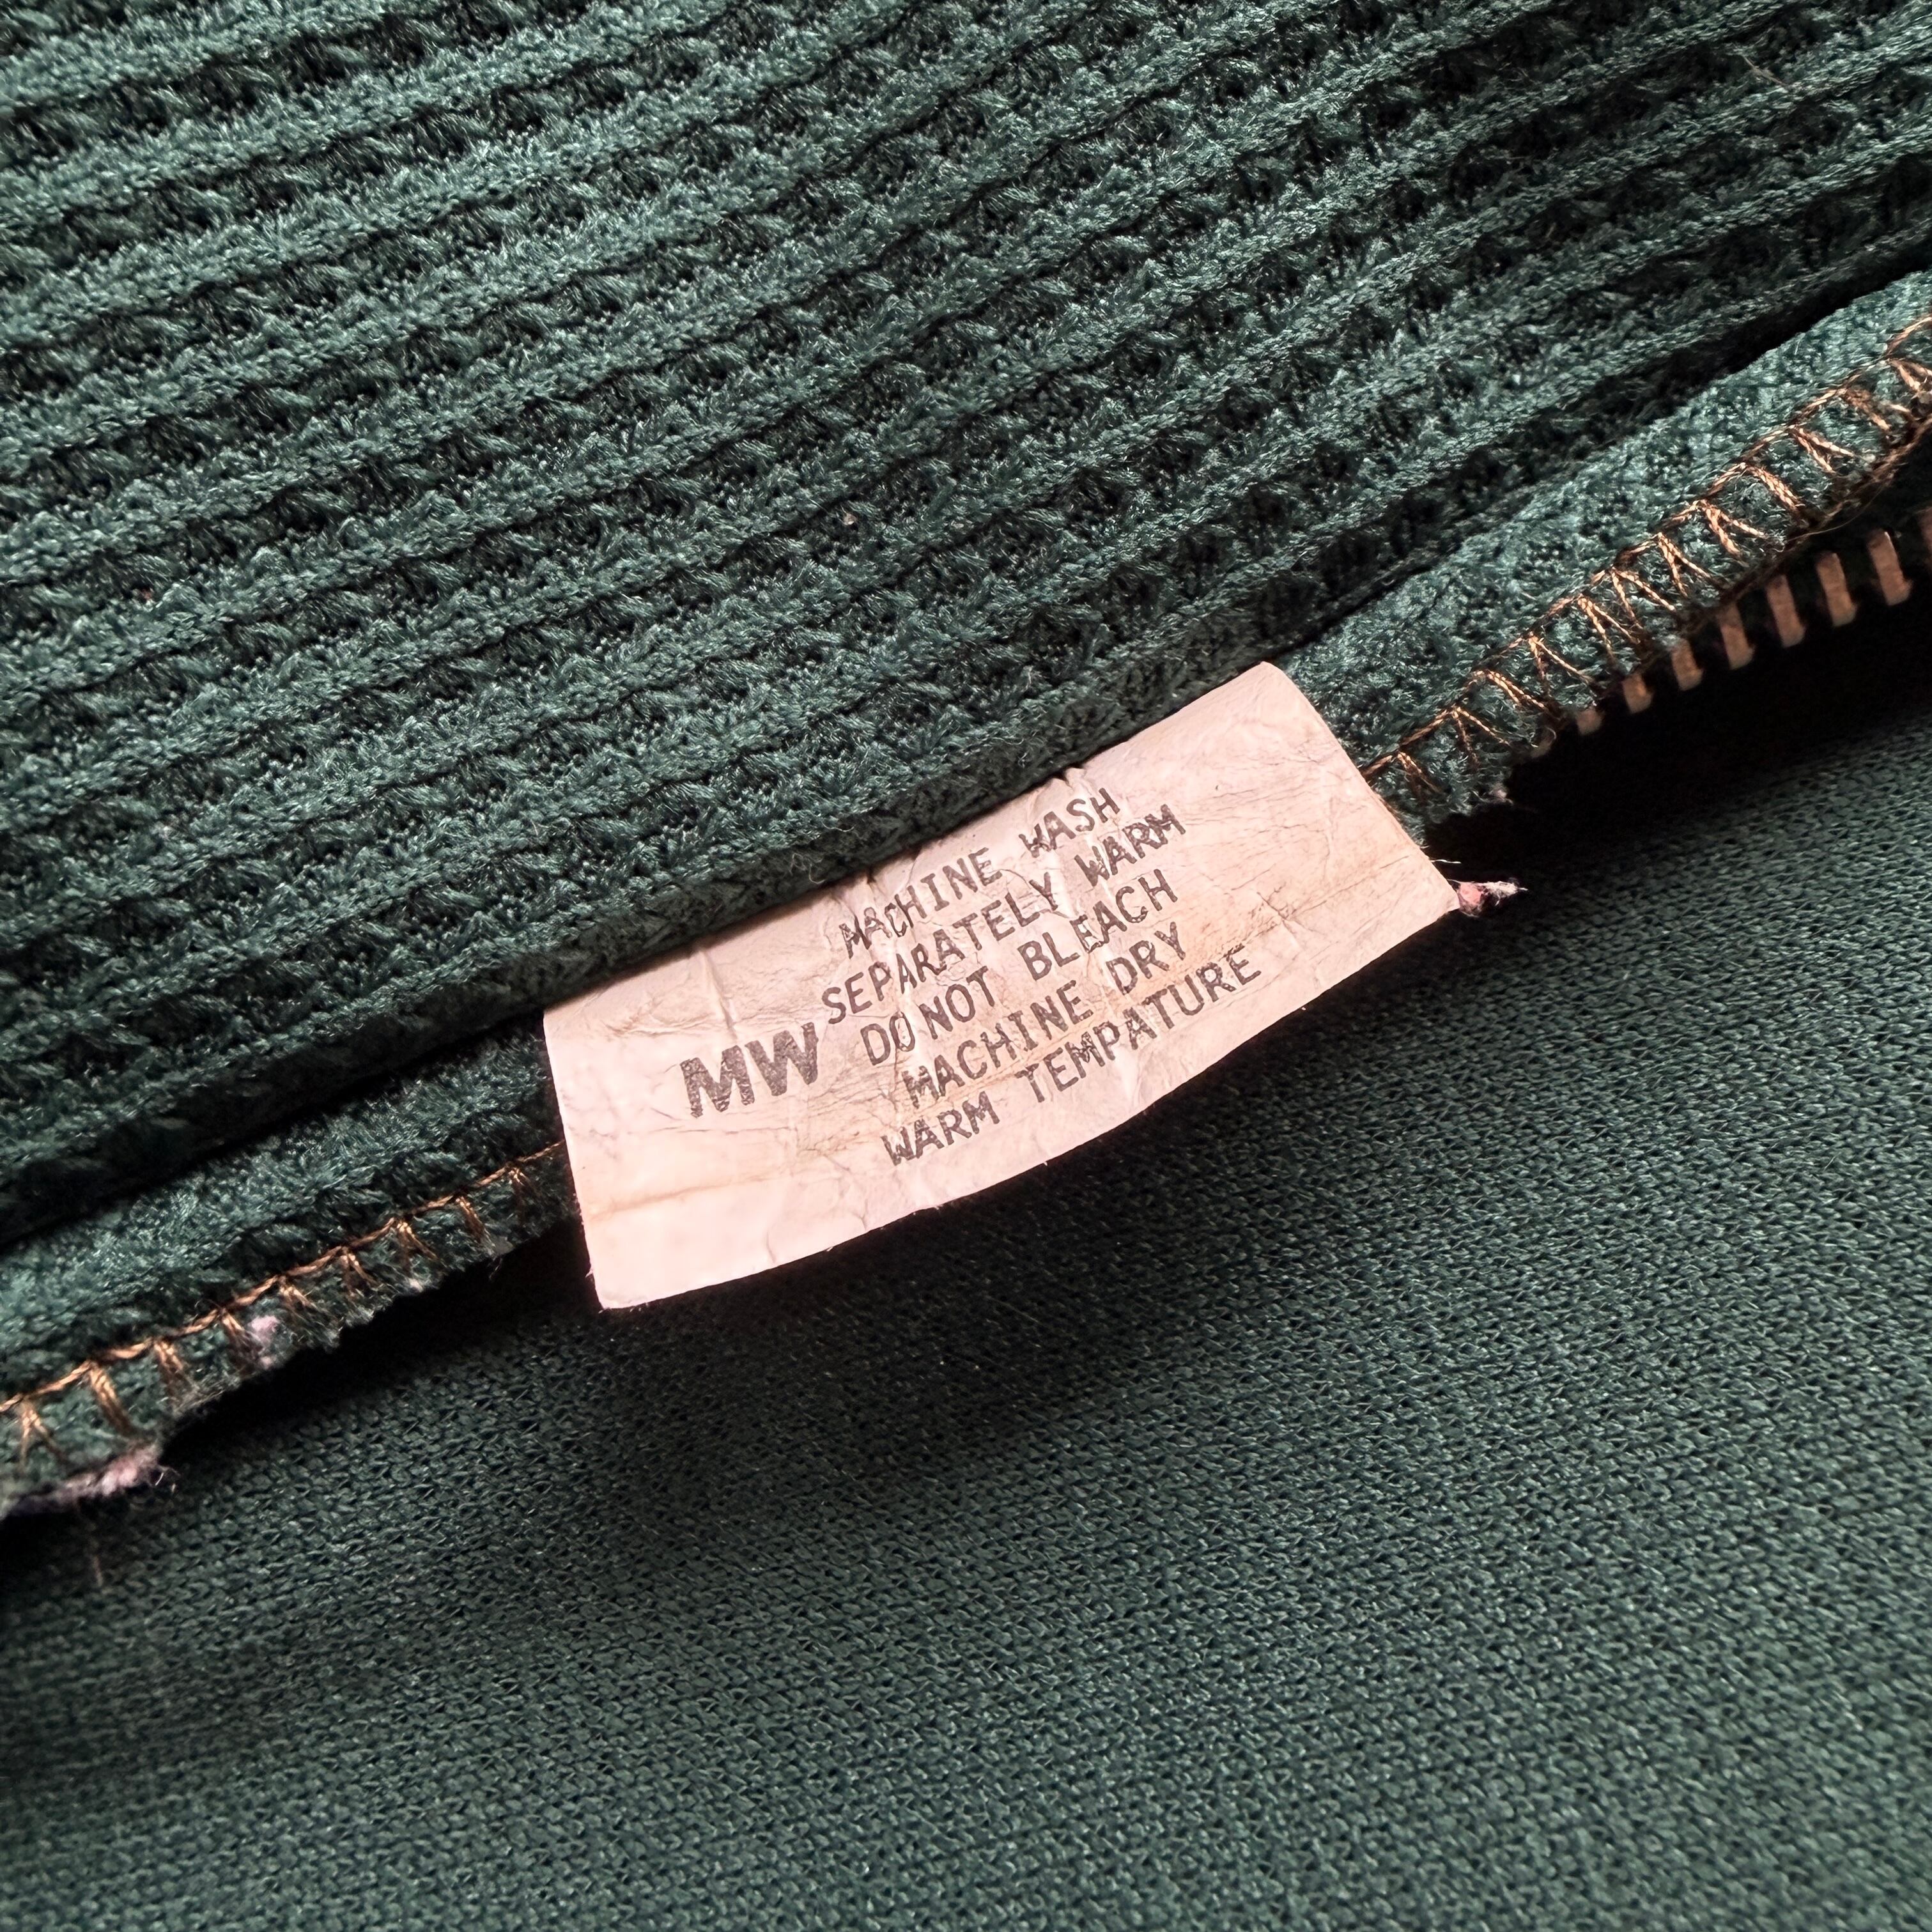 MACHINE WASH
SEPARATELY WARM
DO NOT BLEACH
MW
MACHINE DRY
WARM TEMPATURE